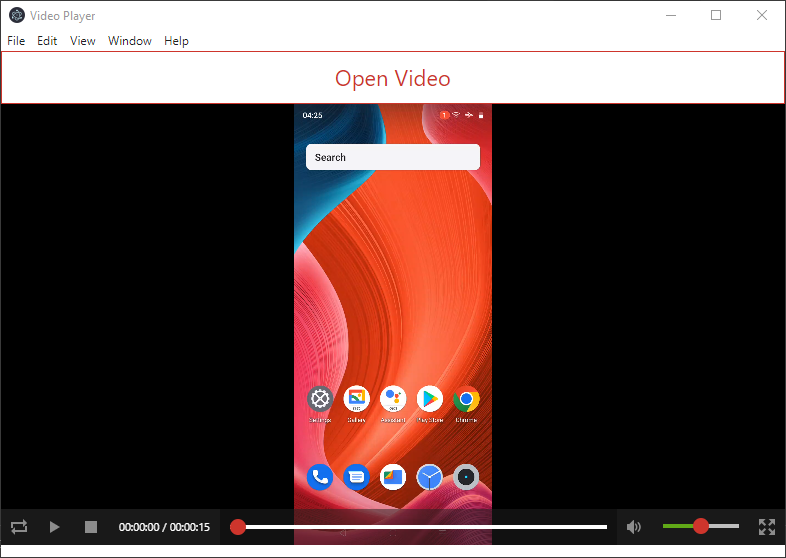 Video Player
File Edit View Window Help
Open Video
04:25 1
Search
Settings Gallery Assistant Play Store Chrome
00:00:00 / 00:00:15